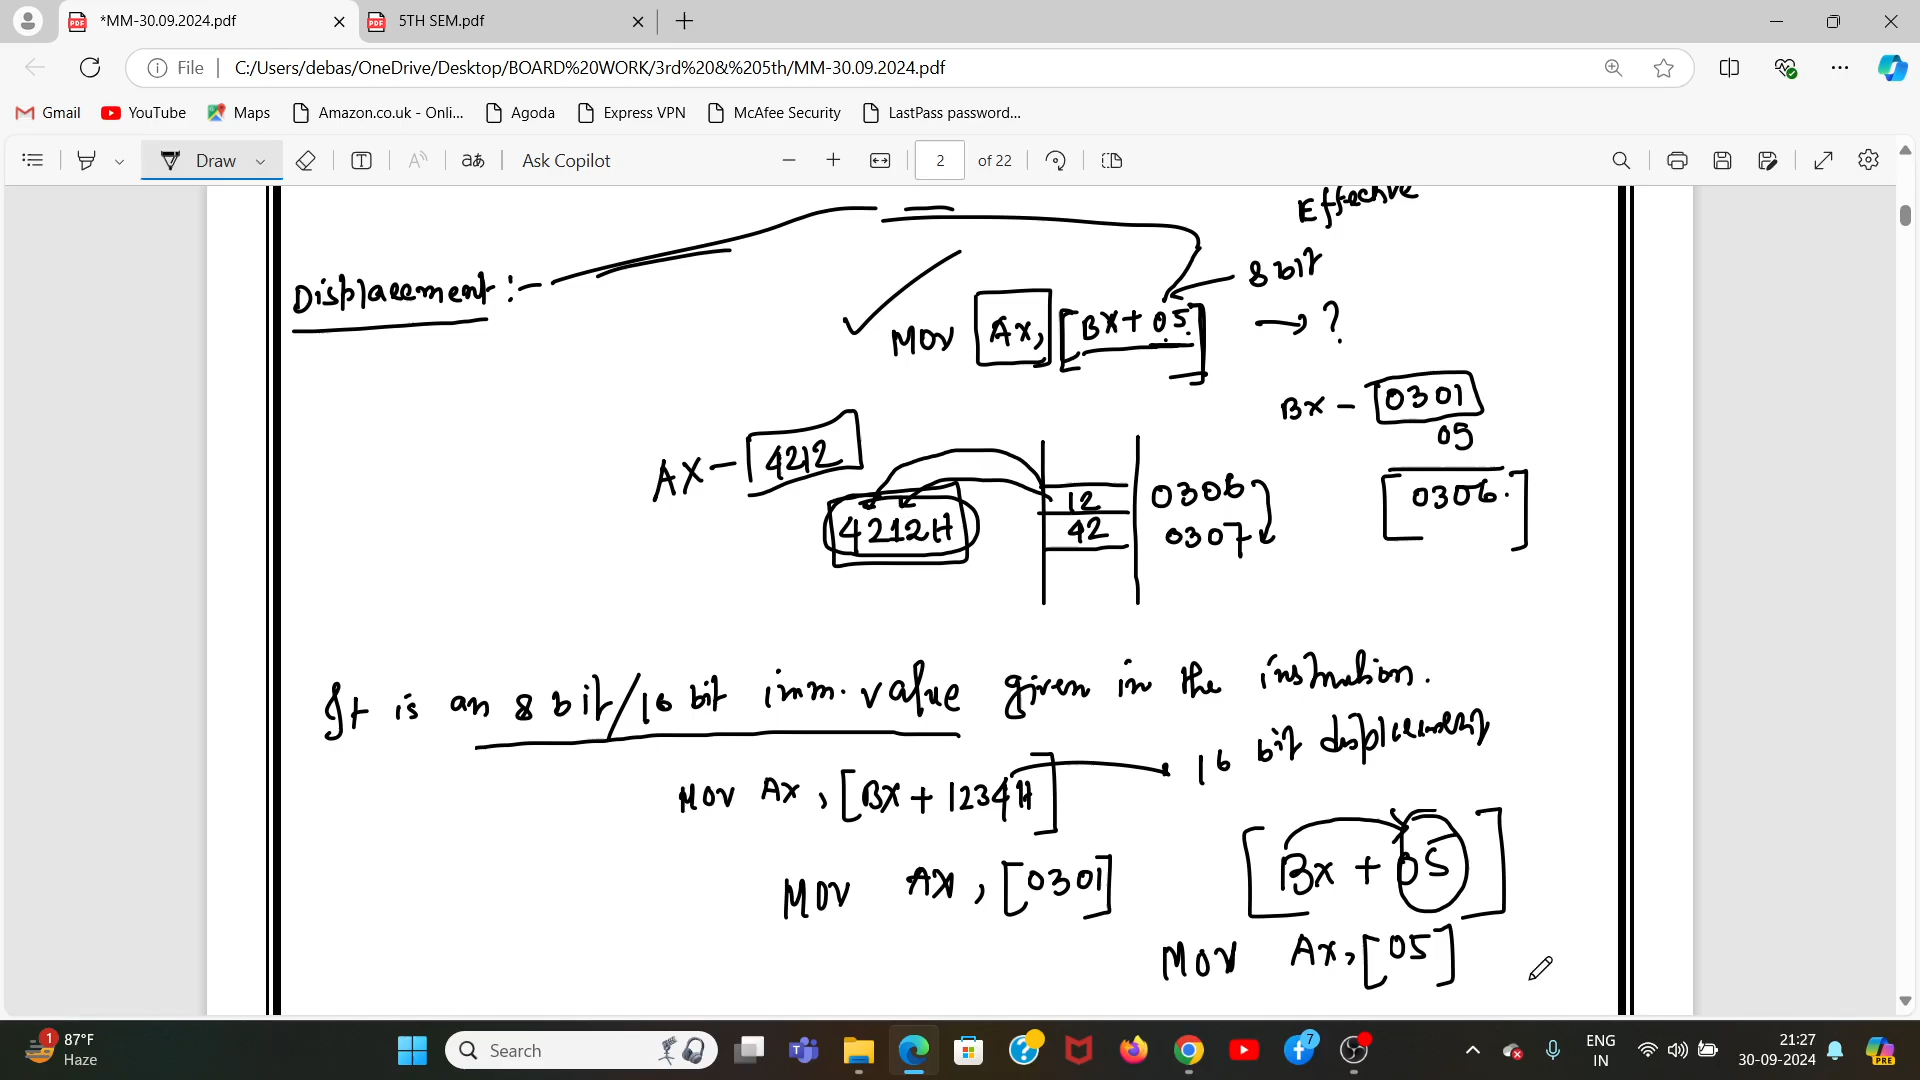 *MM-30.09.2024.pdf
5TH SEM.pdf
File
C:/Users/debas/OneDrive/Desktop/BOARD%20WORK/3rd%20&%205th/MM-30.09.2024.pdf
Gmail
YouTube
Maps
Amazon.co.uk - Onli...
Agoda
Express VPN
McAfee Security
LastPass password...
Draw
Ask Copilot
2 of 22
Effective
Displacement :-
8 bit
MOV AX, [BX + 05] → ?
BX - 0301
05
AX - 4212
0306
12 0306
4212H
42 0307
It is an 8 bit/16 bit imm. value given in the instruction.
16 bit displacement
MOV AX, [BX + 1234H]
[BX + 05]
MOV AX, [0301]
MOV AX, [05]
1
87°F
Haze
Search
7
ENG
IN
21:27
30-09-2024
PRE